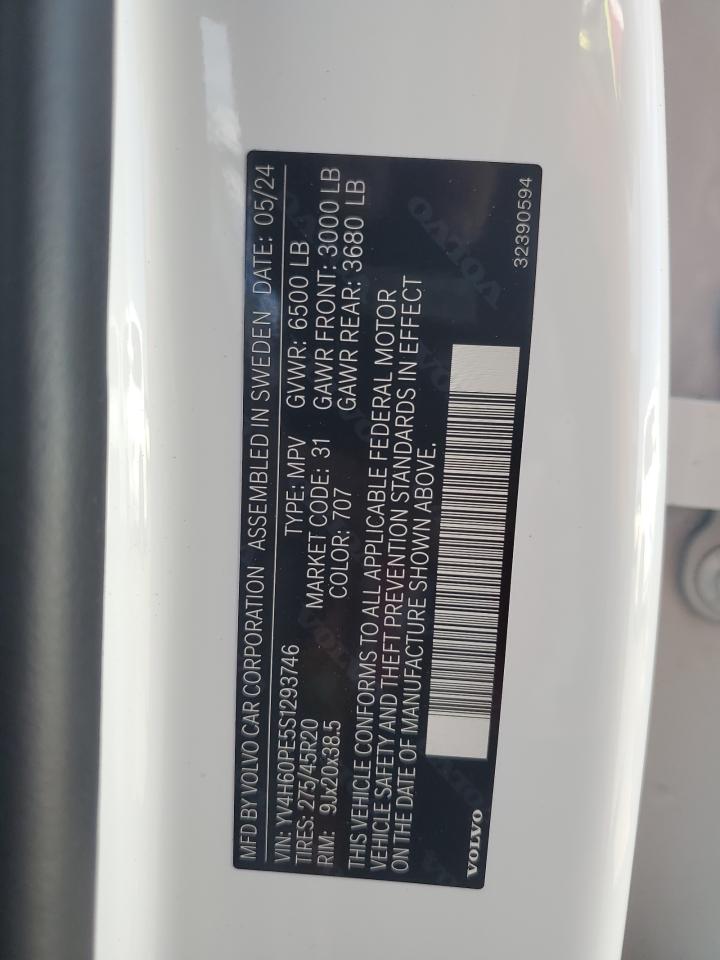 MFD BY VOLVO CAR CORPORATION ASSEMBLED IN SWEDEN DATE: 05/24
VIN: YV4H60PE5S1293746 TYPE: MPV GVWR: 6500 LB
TIRES: 275/45R20 MARKET CODE: 31 GAWR FRONT: 3000 LB
RIM: 9Jx20x38.5 COLOR: 707 GAWR REAR: 3680 LB
THIS VEHICLE CONFORMS TO ALL APPLICABLE FEDERAL MOTOR
VEHICLE SAFETY AND THEFT PREVENTION STANDARDS IN EFFECT
ON THE DATE OF MANUFACTURE SHOWN ABOVE.
VOLVO 32390594